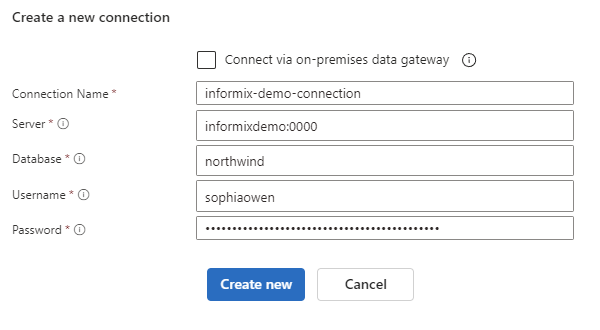 Create a new connection
Connect via on-premises data gateway
Connection Name * informix-demo-connection
Server * informixdemo:0000
Database * northwind
Username * sophiaowen
Password * ••••••••••••••••••••••••••••••••••••••••••••
Create new Cancel